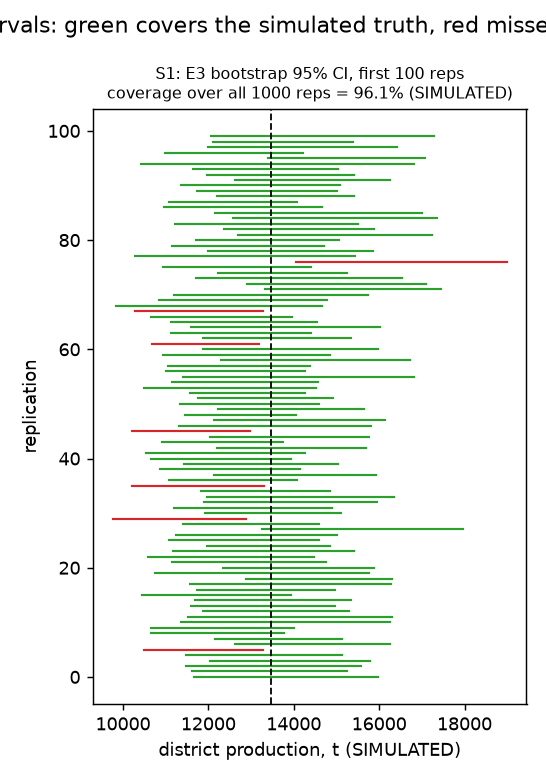 rvals: green covers the simulated truth, red misse
S1: E3 bootstrap 95% CI, first 100 reps
coverage over all 1000 reps = 96.1% (SIMULATED)
100
80
60
40
20
0
replication
10000 12000 14000 16000 18000
district production, t (SIMULATED)